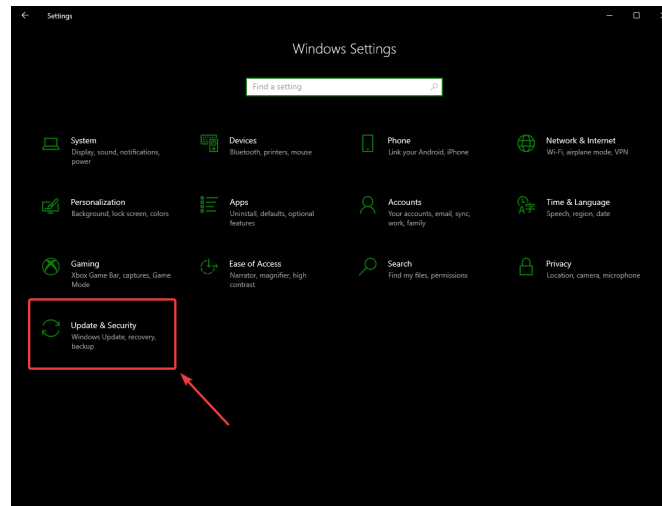 Settings
Windows Settings
Find a setting
System
Display, sound, notifications,
power
Devices
Bluetooth, printers, mouse
Phone
Link your Android, iPhone
Network & Internet
Wi-Fi, airplane mode, VPN
Personalization
Background, lock screen, colors
Apps
Uninstall, defaults, optional
features
Accounts
Your accounts, email, sync,
work, family
Time & Language
Speech, region, date
Gaming
Xbox Game Bar, captures, Game
Mode
Ease of Access
Narrator, magnifier, high
contrast
Search
Find my files, permissions
Privacy
Location, camera, microphone
Update & Security
Windows Update, recovery,
backup